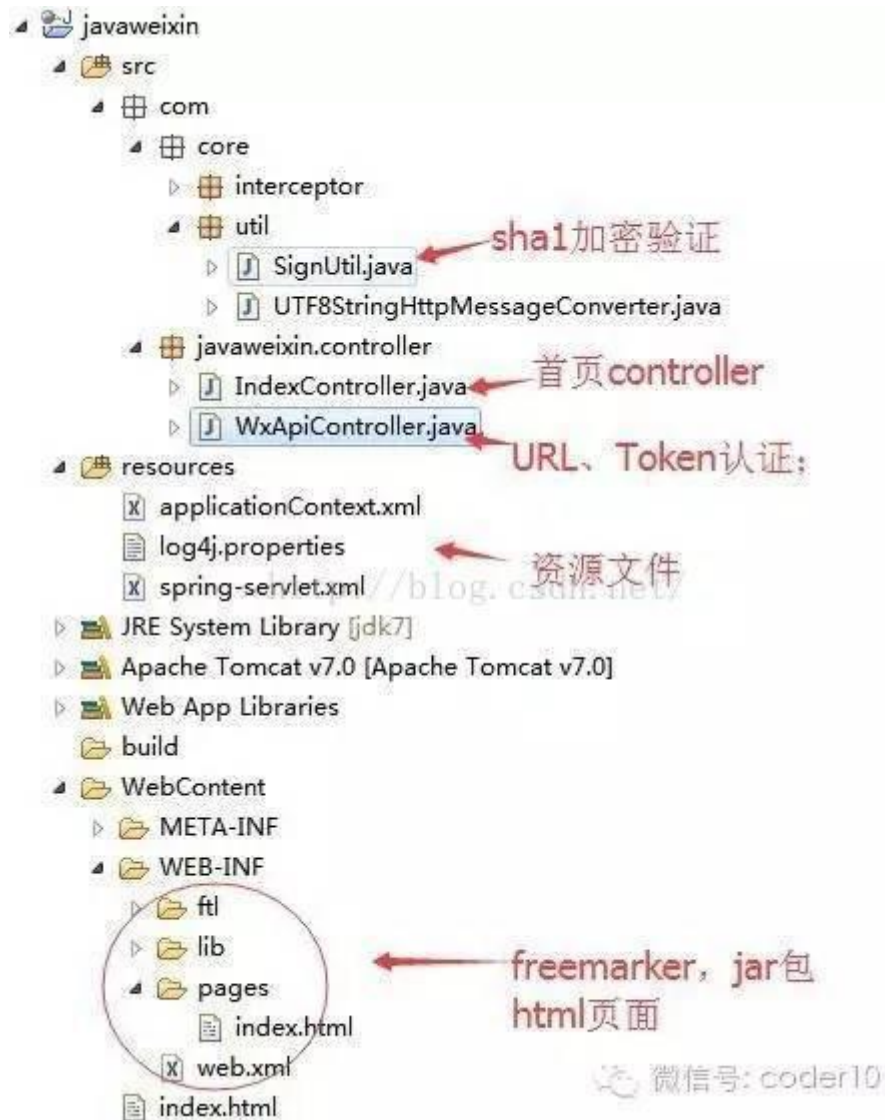 javaweixin
src
com
core
interceptor
util
sha1加密验证
SignUtil.java
UTF8StringHttpMessageConverter.java
javaweixin.controller
首页controller
IndexController.java
WxApiController.java
URL、Token认证;
resources
applicationContext.xml
log4j.properties
资源文件
spring-servlet.xml
http://blog.csdn.net/
JRE System Library [jdk7]
Apache Tomcat v7.0 [Apache Tomcat v7.0]
Web App Libraries
build
WebContent
META-INF
WEB-INF
ftl
lib
freemarker，jar包
html页面
pages
index.html
web.xml
微信号: coder10
index.html